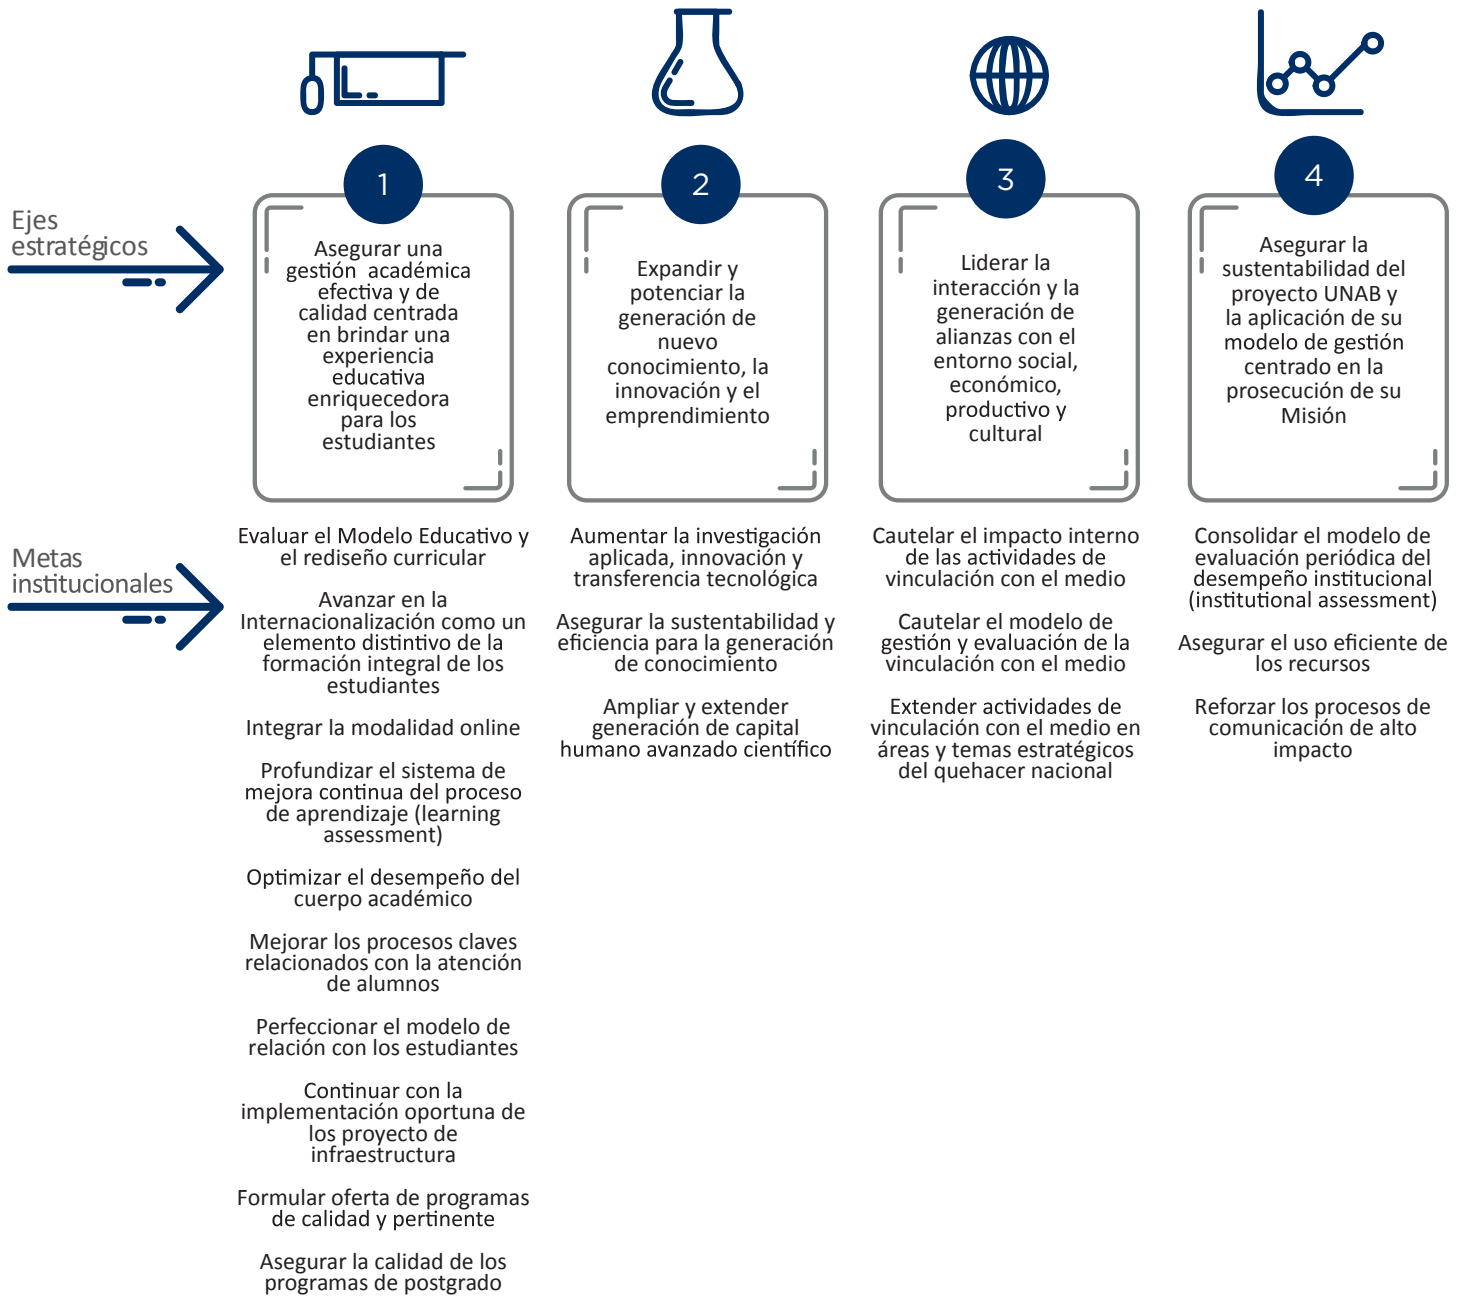 Ejes
estratégicos
1
Asegurar una
gestión académica
efectiva y de
calidad centrada
en brindar una
experiencia
educativa
enriquecedora
para los
estudiantes
2
Expandir y
potenciar la
generación de
nuevo
conocimiento, la
innovación y el
emprendimiento
3
Liderar la
interacción y la
generación de
alianzas con el
entorno social,
económico,
productivo y
cultural
4
Asegurar la
sustentabilidad del
proyecto UNAB y
la aplicación de su
modelo de gestión
centrado en la
prosecución de su
Misión
Metas
institucionales
Evaluar el Modelo Educativo y
el rediseño curricular
Avanzar en la
Internacionalización como un
elemento distintivo de la
formación integral de los
estudiantes
Integrar la modalidad online
Profundizar el sistema de
mejora continua del proceso
de aprendizaje (learning
assessment)
Optimizar el desempeño del
cuerpo académico
Mejorar los procesos claves
relacionados con la atención
de alumnos
Perfeccionar el modelo de
relación con los estudiantes
Continuar con la
implementación oportuna de
los proyecto de
infraestructura
Formular oferta de programas
de calidad y pertinente
Asegurar la calidad de los
programas de postgrado
Aumentar la investigación
aplicada, innovación y
transferencia tecnológica
Asegurar la sustentabilidad y
eficiencia para la generación
de conocimiento
Ampliar y extender
generación de capital
humano avanzado científico
Cautelar el impacto interno
de las actividades de
vinculación con el medio
Cautelar el modelo de
gestión y evaluación de la
vinculación con el medio
Extender actividades de
vinculación con el medio en
áreas y temas estratégicos
del quehacer nacional
Consolidar el modelo de
evaluación periódica del
desempeño institucional
(institutional assessment)
Asegurar el uso eficiente de
los recursos
Reforzar los procesos de
comunicación de alto
impacto